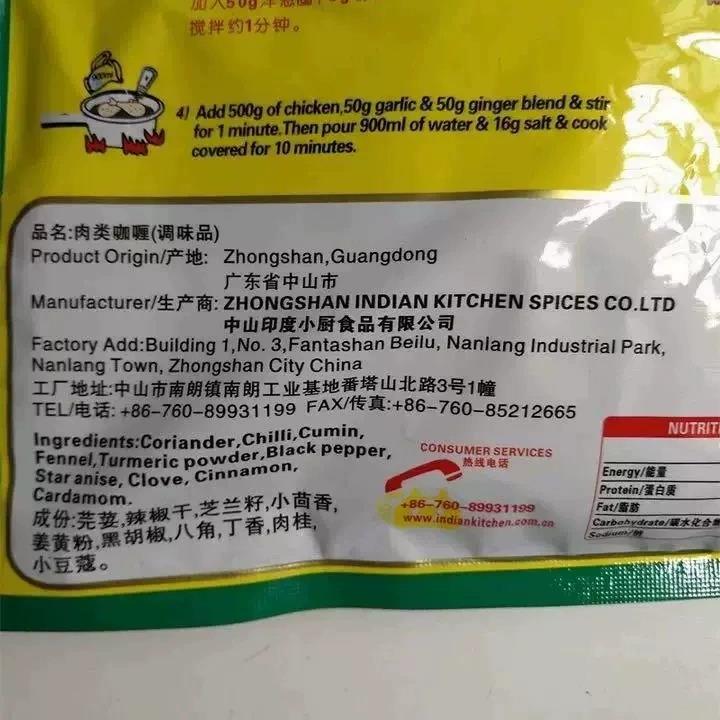 加入50g洋葱
搅拌约1分钟。
900ml
4) Add 500g of chicken,50g garlic & 50g ginger blend & stir
for 1 minute.Then pour 900ml of water & 16g salt & cook
covered for 10 minutes.
品名:肉类咖喱(调味品)
Product Origin/产地: Zhongshan,Guangdong
广东省中山市
Manufacturer/生产商: ZHONGSHAN INDIAN KITCHEN SPICES CO.LTD
中山印度小厨食品有限公司
Factory Add:Building 1,No. 3,Fantashan Beilu, Nanlang Industrial Park,
Nanlang Town, Zhongshan City China
工厂地址:中山市南朗镇南朗工业基地番塔山北路3号1幢
TEL/电话: +86-760-89931199 FAX/传真:+86-760-85212665
Ingredients:Coriander,Chilli,Cumin,
Fennel,Turmeric powder,Black pepper,
Star anise, Clove, Cinnamon,
Cardamom.
成份:芫荽,辣椒干,芝兰籽,小茴香,
姜黄粉,黑胡椒,八角,丁香,肉桂,
小豆蔻。
CONSUMER SERVICES
热线电话
+86-760-89931199
www.indiankitchen.com.cn
NUTRITI
Energy/能量
Protein/蛋白质
Fat/脂肪
Carbohydrate/碳水化合
Sodium/钠